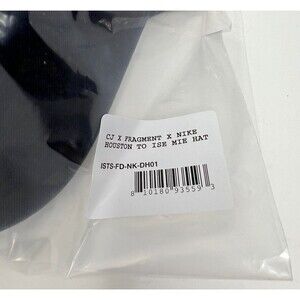 CJ X FRAGMENT X NIKE
HOUSTON TO ISE MIE HAT
ISTS-FD-NK-DH01
8 10180 93559 3